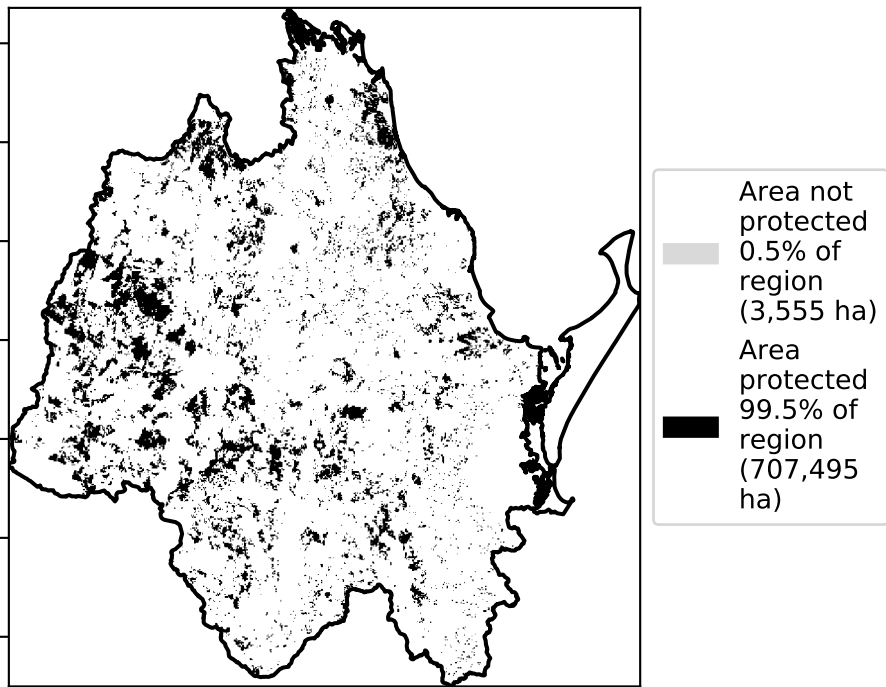 Area not
protected
0.5% of
region
(3,555 ha)
Area
protected
99.5% of
region
(707,495
ha)